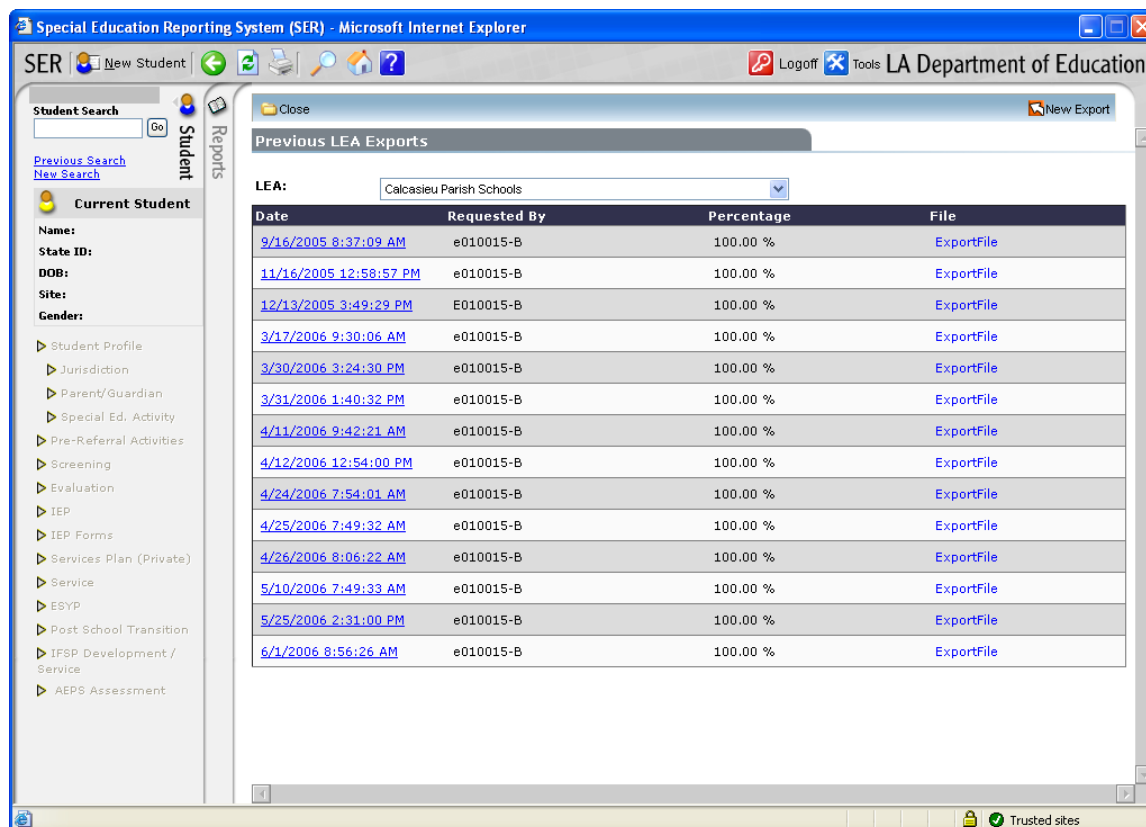 Special Education Reporting System (SER) - Microsoft Internet Explorer
SER New Student ? Logoff Tools LA Department of Education
Student Search
Go
Previous Search
New Search
Student
Reports
Current Student
Name:
State ID:
DOB:
Site:
Gender:
Student Profile
Jurisdiction
Parent/Guardian
Special Ed. Activity
Pre-Referral Activities
Screening
Evaluation
IEP
IEP Forms
Services Plan (Private)
Service
ESYP
Post School Transition
IFSP Development /
Service
AEPS Assessment
Close New Export
Previous LEA Exports
LEA: Calcasieu Parish Schools
Date Requested By Percentage File
9/16/2005 8:37:09 AM e010015-B 100.00 % ExportFile
11/16/2005 12:58:57 PM e010015-B 100.00 % ExportFile
12/13/2005 3:49:29 PM E010015-B 100.00 % ExportFile
3/17/2006 9:30:06 AM e010015-B 100.00 % ExportFile
3/30/2006 3:24:30 PM e010015-B 100.00 % ExportFile
3/31/2006 1:40:32 PM e010015-B 100.00 % ExportFile
4/11/2006 9:42:21 AM e010015-B 100.00 % ExportFile
4/12/2006 12:54:00 PM e010015-B 100.00 % ExportFile
4/24/2006 7:54:01 AM e010015-B 100.00 % ExportFile
4/25/2006 7:49:32 AM e010015-B 100.00 % ExportFile
4/26/2006 8:06:22 AM e010015-B 100.00 % ExportFile
5/10/2006 7:49:33 AM e010015-B 100.00 % ExportFile
5/25/2006 2:31:00 PM e010015-B 100.00 % ExportFile
6/1/2006 8:56:26 AM e010015-B 100.00 % ExportFile
Trusted sites